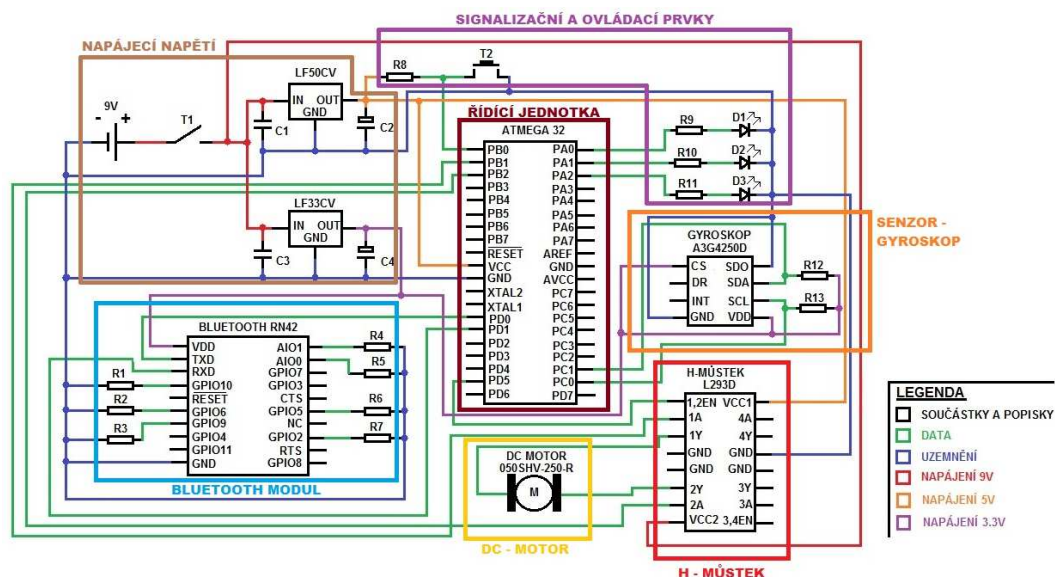 SIGNALIZAČNÍ A OVLÁDACÍ PRVKY
NAPÁJECÍ NAPĚTÍ
9V
- +
T1
LF50CV
IN OUT
GND
C1
C2
LF33CV
IN OUT
GND
C3
C4
R8
T2
R9
D1
R10
D2
R11
D3
ŘÍDÍCÍ JEDNOTKA
ATMEGA 32
PB0
PB1
PB2
PB3
PB4
PB5
PB6
PB7
RESET
VCC
GND
XTAL2
XTAL1
PD0
PD1
PD2
PD3
PD4
PD5
PD6
PA0
PA1
PA2
PA3
PA4
PA5
PA6
PA7
AREF
GND
AVCC
PC7
PC6
PC5
PC4
PC3
PC2
PC1
PC0
PD7
SENZOR -
GYROSKOP
GYROSKOP
A3G4250D
CS
DR
INT
GND
SDO
SDA
SCL
VDD
R12
R13
BLUETOOTH RN42
VDD
TXD
RXD
GPIO10
RESET
GPIO6
GPIO9
GPIO4
GPIO11
GND
AIO1
AIO0
GPIO7
GPIO3
CTS
GPIO5
NC
GPIO2
RTS
GPIO8
R1
R2
R3
R4
R5
R6
R7
BLUETOOTH MODUL
DC MOTOR
050SHV-250-R
M
DC - MOTOR
H-MŮSTEK
L293D
1,2EN
1A
1Y
GND
GND
2Y
2A
VCC2
VCC1
4A
4Y
GND
GND
3Y
3A
3,4EN
H - MŮSTEK
LEGENDA
SOUČÁSTKY A POPISKY
DATA
UZEMNĚNÍ
NAPÁJENÍ 9V
NAPÁJENÍ 5V
NAPÁJENÍ 3.3V